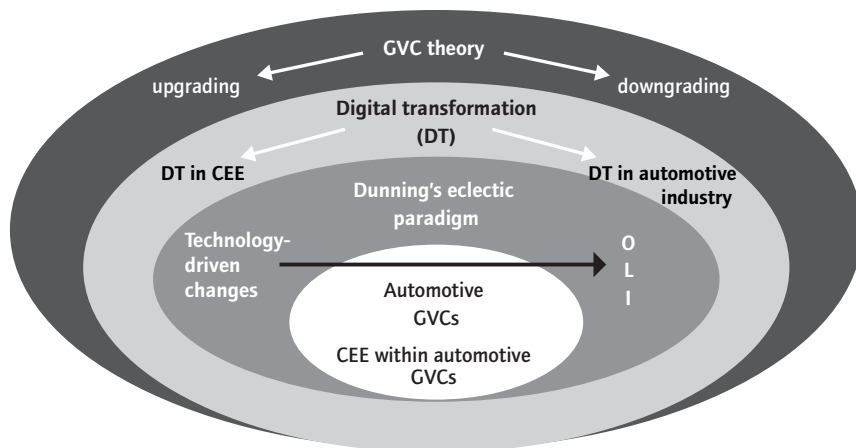 GVC theory
upgrading
downgrading
Digital transformation
(DT)
DT in CEE
DT in automotive
industry
Dunning's eclectic
paradigm
Technology-
driven
changes
O
L
I
Automotive
GVCs
CEE within automotive
GVCs